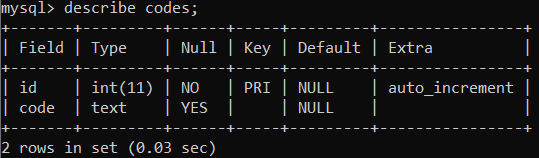 mysql> describe codes;
+-------+---------+------+-----+---------+----------------+
| Field | Type    | Null | Key | Default | Extra          |
+-------+---------+------+-----+---------+----------------+
| id    | int(11) | NO   | PRI | NULL    | auto_increment |
| code  | text    | YES  |     | NULL    |                |
+-------+---------+------+-----+---------+----------------+
2 rows in set (0.03 sec)